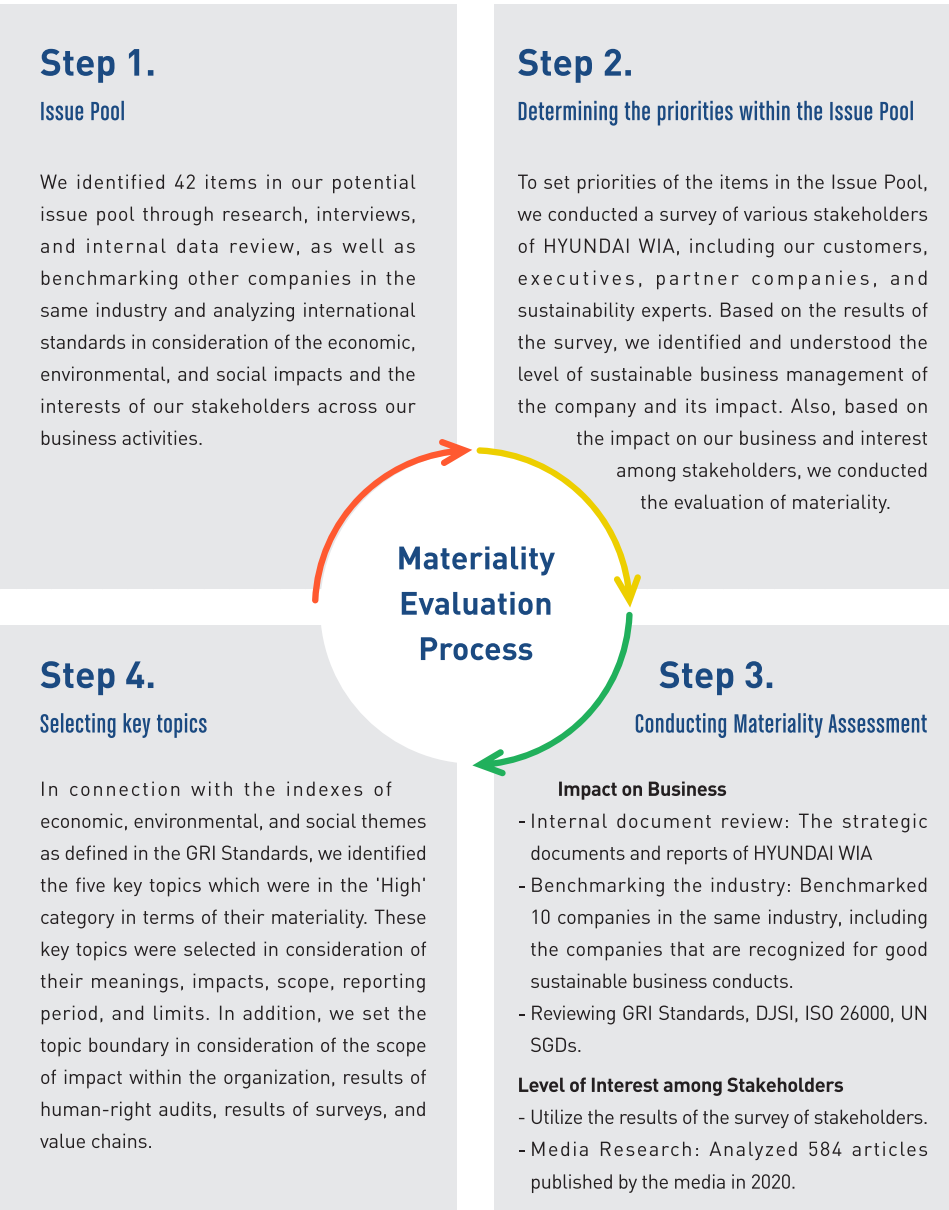 Step 1.
Issue Pool
We identified 42 items in our potential
issue pool through research, interviews,
and internal data review, as well as
benchmarking other companies in the
same industry and analyzing international
standards in consideration of the economic,
environmental, and social impacts and the
interests of our stakeholders across our
business activities.
Step 2.
Determining the priorities within the Issue Pool
To set priorities of the items in the Issue Pool,
we conducted a survey of various stakeholders
of HYUNDAI WIA, including our customers,
executives, partner companies, and
sustainability experts. Based on the results of
the survey, we identified and understood the
level of sustainable business management of
the company and its impact. Also, based on
the impact on our business and interest
among stakeholders, we conducted
the evaluation of materiality.
Materiality
Evaluation
Process
Step 3.
Conducting Materiality Assessment
Impact on Business
- Internal document review: The strategic
documents and reports of HYUNDAI WIA
- Benchmarking the industry: Benchmarked
10 companies in the same industry, including
the companies that are recognized for good
sustainable business conducts.
- Reviewing GRI Standards, DJSI, ISO 26000, UN
SGDs.
Level of Interest among Stakeholders
- Utilize the results of the survey of stakeholders.
- Media Research: Analyzed 584 articles
published by the media in 2020.
Step 4.
Selecting key topics
In connection with the indexes of
economic, environmental, and social themes
as defined in the GRI Standards, we identified
the five key topics which were in the 'High'
category in terms of their materiality. These
key topics were selected in consideration of
their meanings, impacts, scope, reporting
period, and limits. In addition, we set the
topic boundary in consideration of the scope
of impact within the organization, results of
human-right audits, results of surveys, and
value chains.